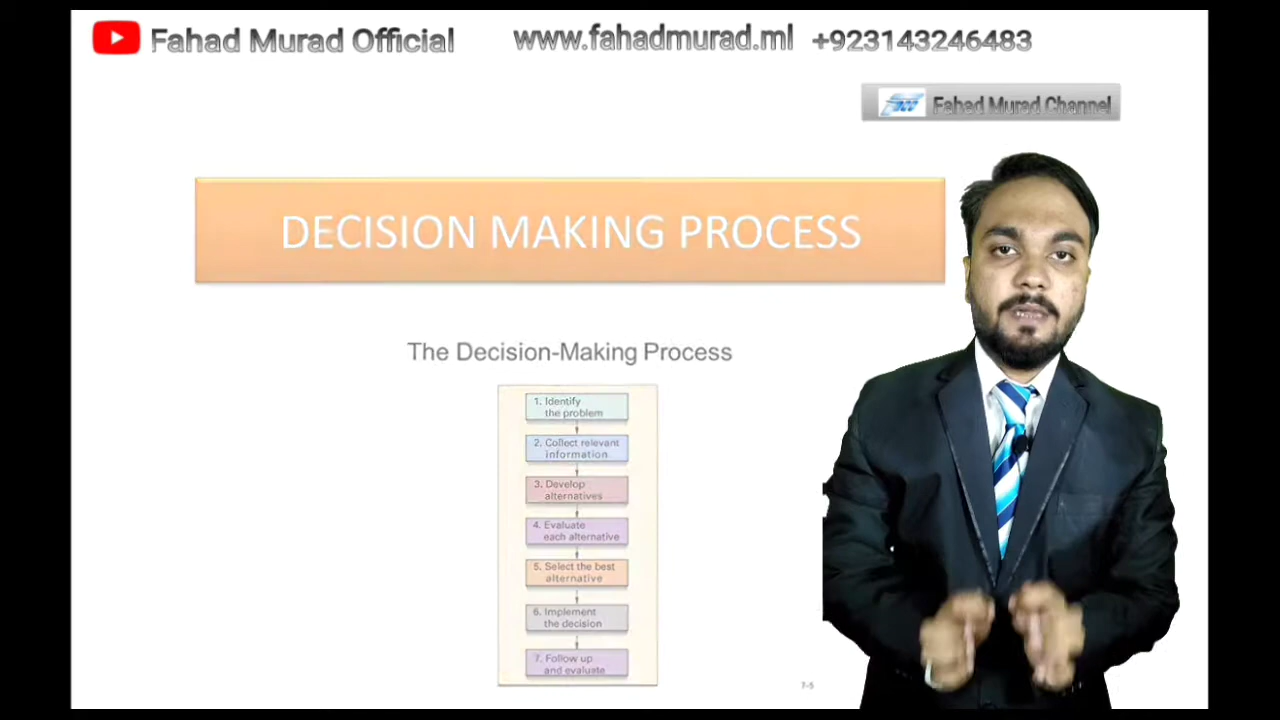 Fahad Murad Official www.fahadmurad.ml +923143246483
Fahad Murad Channel
DECISION MAKING PROCESS
The Decision-Making Process
1. Identify
the problem
2. Collect relevant
information
3. Develop
alternatives
4. Evaluate
each alternative
5. Select the best
alternative
6. Implement
the decision
7. Follow up
and evaluate
7-5